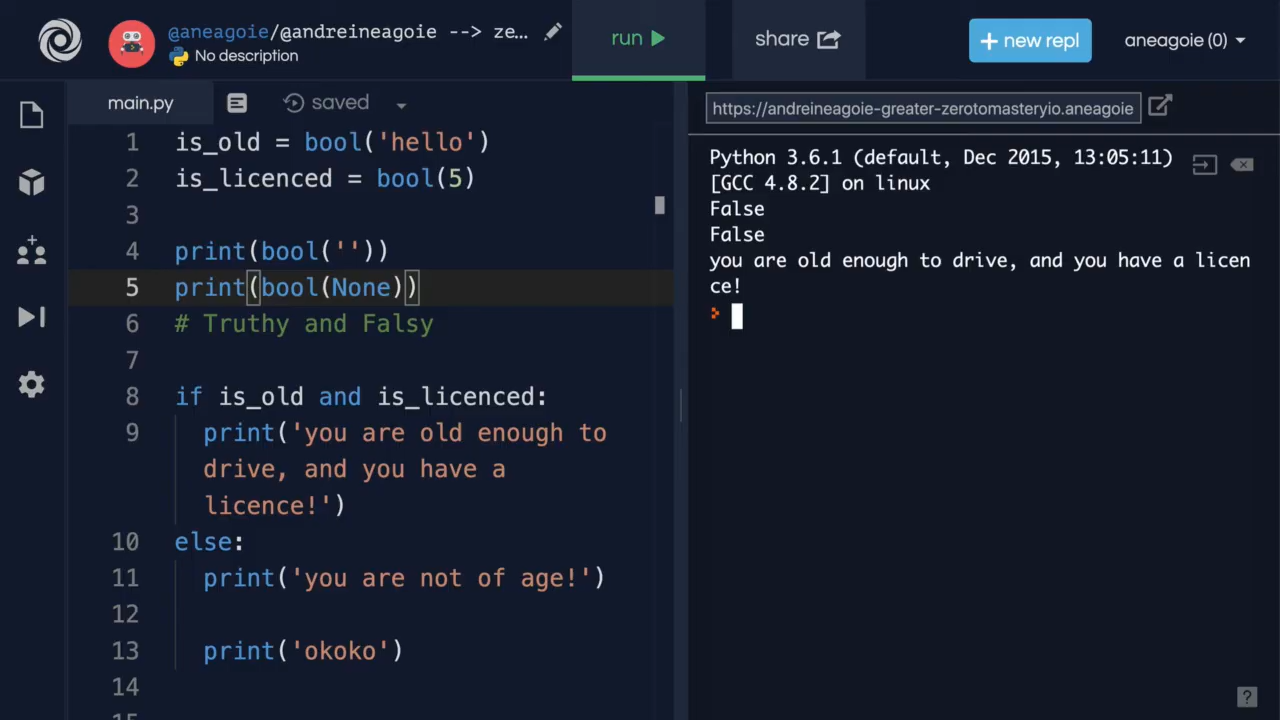 @aneagoie/@andreineagoie --> ze...
No description
run
share
+ new repl
aneagoie (0)
main.py
saved
1 is_old = bool('hello')
2 is_licenced = bool(5)
3
4 print(bool(''))
5 print(bool(None))
6 # Truthy and Falsy
7
8 if is_old and is_licenced:
9 print('you are old enough to
drive, and you have a
licence!')
10 else:
11 print('you are not of age!')
12
13 print('okoko')
14
15
https://andreineagoie-greater-zerotomasteryio.aneagoie
Python 3.6.1 (default, Dec 2015, 13:05:11)
[GCC 4.8.2] on linux
False
False
you are old enough to drive, and you have a licen
ce!
?